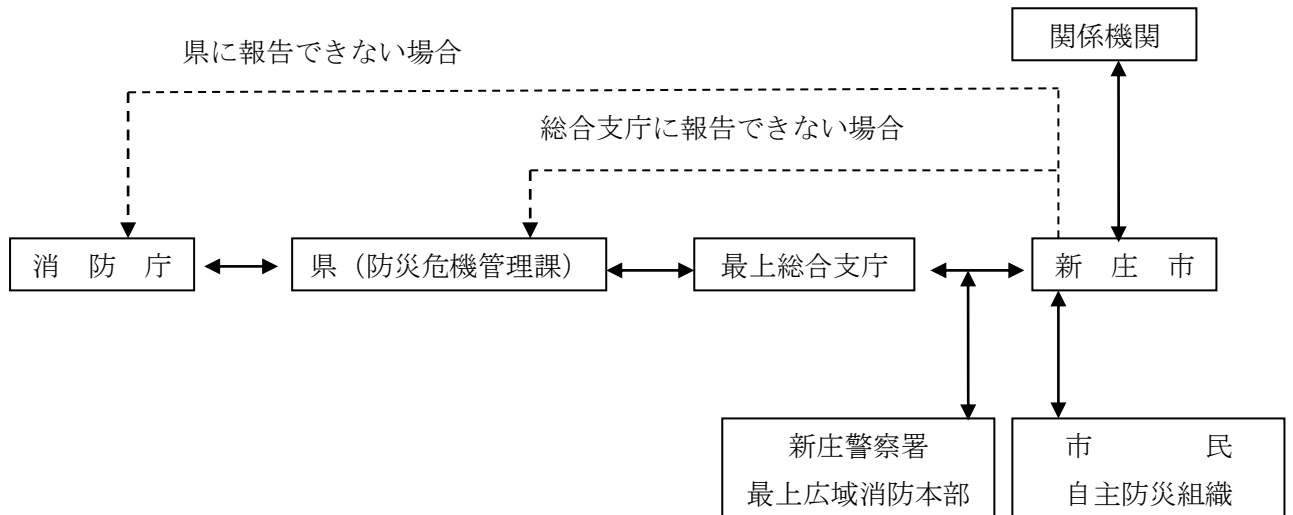 関係機関
県に報告できない場合
総合支庁に報告できない場合
消　防　庁
県（防災危機管理課）
最上総合支庁
新　庄　市
新庄警察署
最上広域消防本部
市　　　　民
自主防災組織